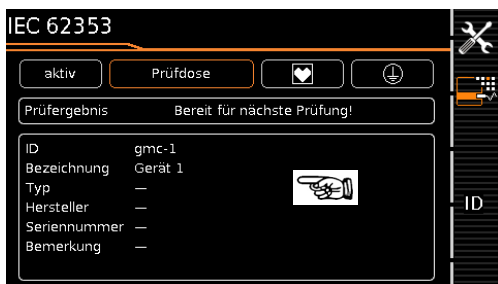 IEC 62353
aktiv Prüfdose
Prüfergebnis Bereit für nächste Prüfung!
ID gmc-1
Bezeichnung Gerät 1
Typ —
Hersteller —
Seriennummer —
Bemerkung —
ID